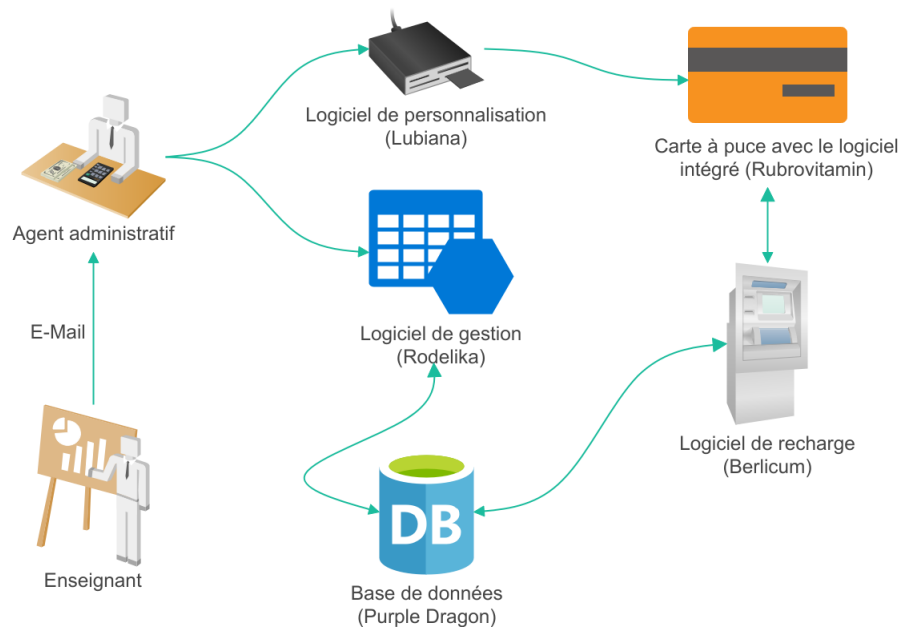 Logiciel de personnalisation
(Lubiana)
Carte à puce avec le logiciel
intégré (Rubrovitamin)
Agent administratif
E-Mail
Logiciel de gestion
(Rodelika)
Logiciel de recharge
(Berlicum)
DB
Enseignant
Base de données
(Purple Dragon)